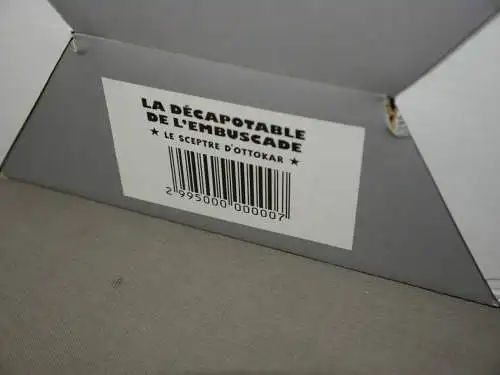 LA DÉCAPOTABLE
DE L'EMBUSCADE
★ LE SCEPTRE D'OTTOKAR ★
2 995000 000007